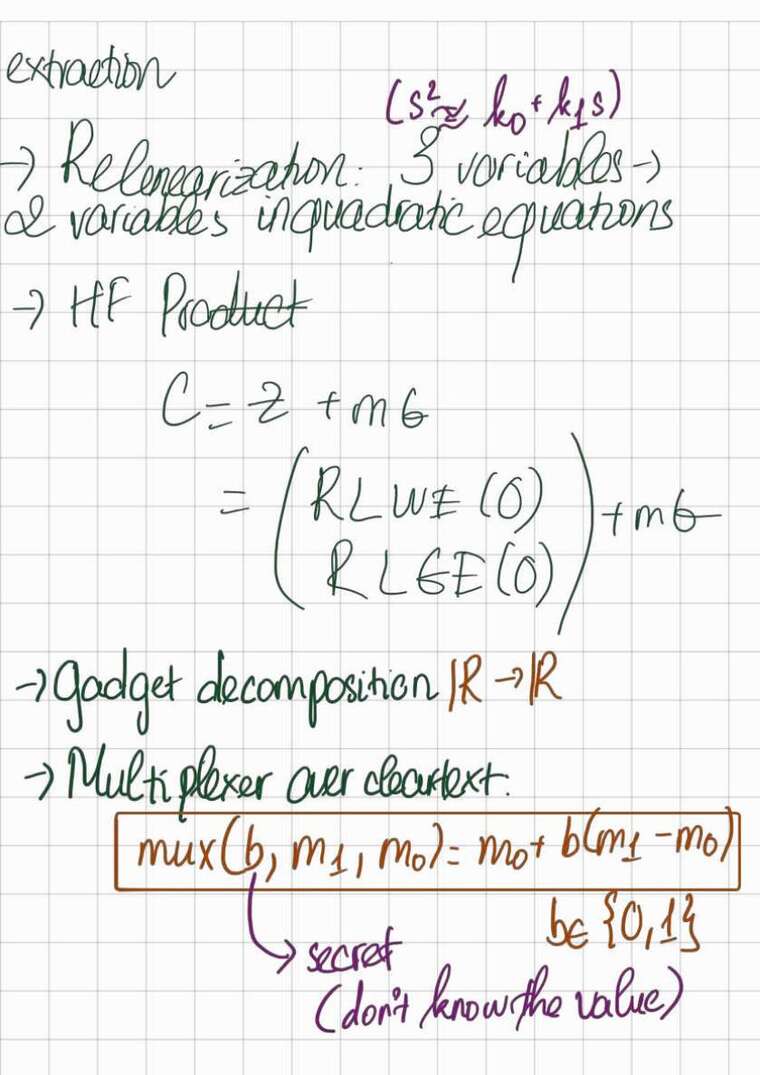 extraction
(s²≈ k₀ + k₁s)
→ Relenearization: 3 variables →
2 variables in quadratic equations
→ HF Product
C = Z + mG
= ( RLWE (0)
RLGE (0) ) + mG
→ Gadget decomposition ℝ → ℝ
→ Multiplexer over cleartext:
mux(b, m₁, m₀) = m₀ + b(m₁ - m₀)
b∈ {0,1}
→ secret
(don't know the value)